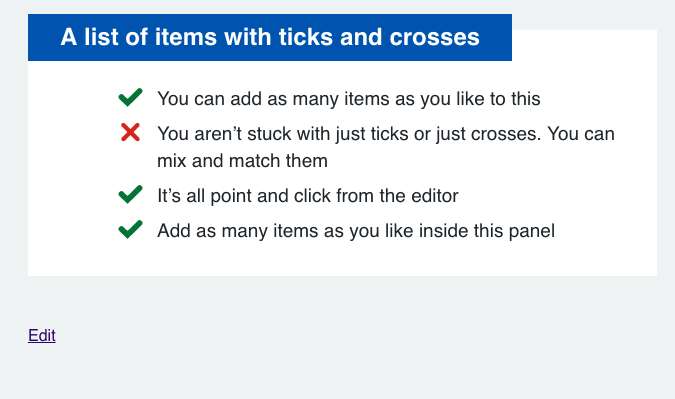 A list of items with ticks and crosses
You can add as many items as you like to this
You aren’t stuck with just ticks or just crosses. You can
mix and match them
It’s all point and click from the editor
Add as many items as you like inside this panel
Edit